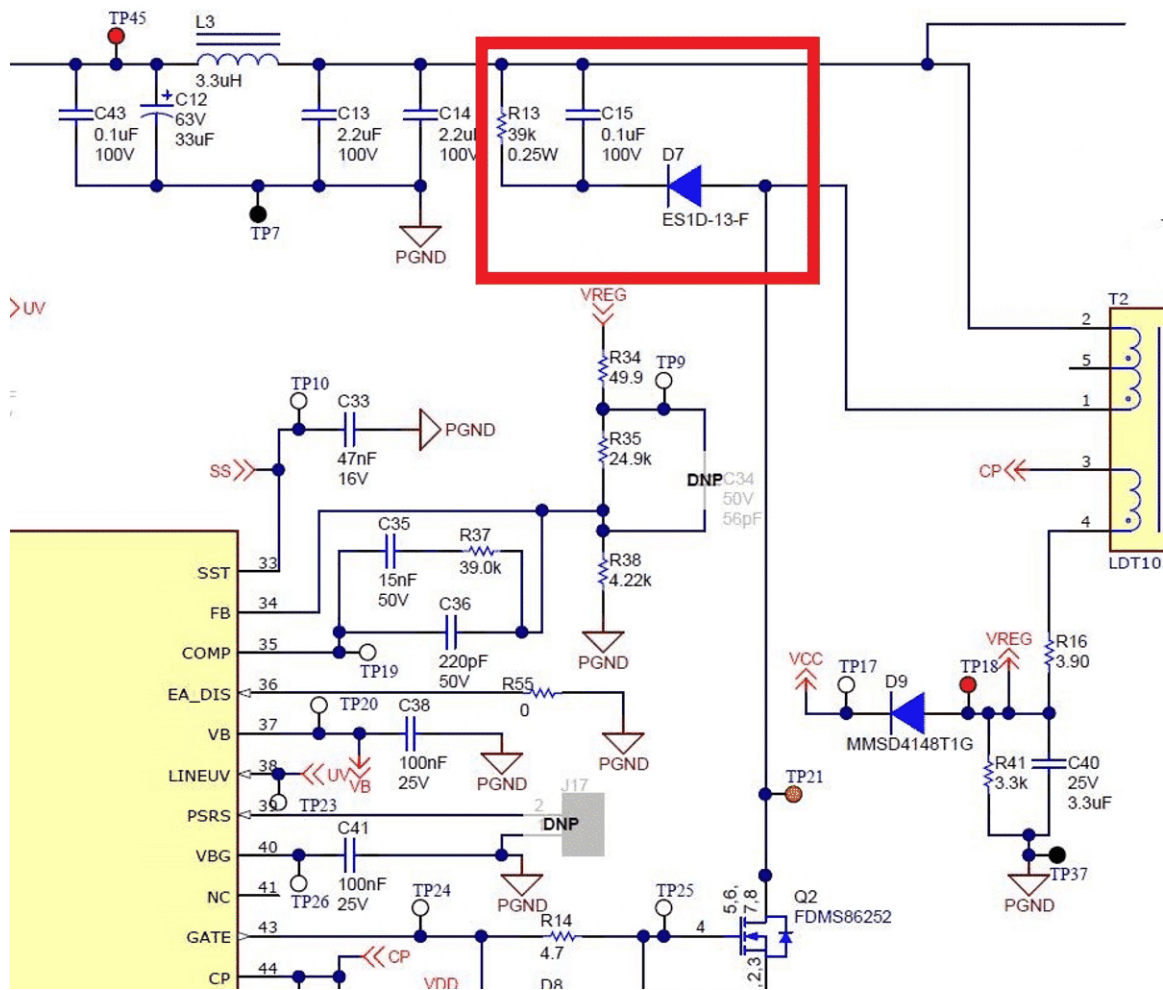 TP45
L3
3.3uH
C43
0.1uF
100V
C12
63V
33uF
C13
2.2uF
100V
C14
100V
R13
39k
0.25W
C15
0.1uF
100V
D7
ES1D-13-F
TP7
PGND
UV
VREG
R34
49.9
TP9
T2
2
5
1
3
4
CP
LDT10
TP10
C33
47nF
16V
PGND
SS
R35
24.9k
DNP
C34
50V
56pF
R38
4.22k
PGND
C35
15nF
50V
R37
39.0k
C36
220pF
50V
SST
33
FB
34
COMP
35
TP19
EA_DIS
36
R55
0
PGND
VB
37
TP20
C38
100nF
25V
PGND
LINEUV
38
UV
VB
TP23
PSRS
39
J17
2
1
DNP
VBG
40
C41
100nF
25V
TP26
PGND
NC
41
GATE
43
TP24
R14
4.7
TP25
4
CP
44
CP
VDD
D8
VCC
TP17
D9
MMSD4148T1G
TP18
VREG
R16
3.90
R41
3.3k
C40
25V
3.3uF
TP37
PGND
TP21
5,6,
7,8
Q2
FDMS86252
,2,3